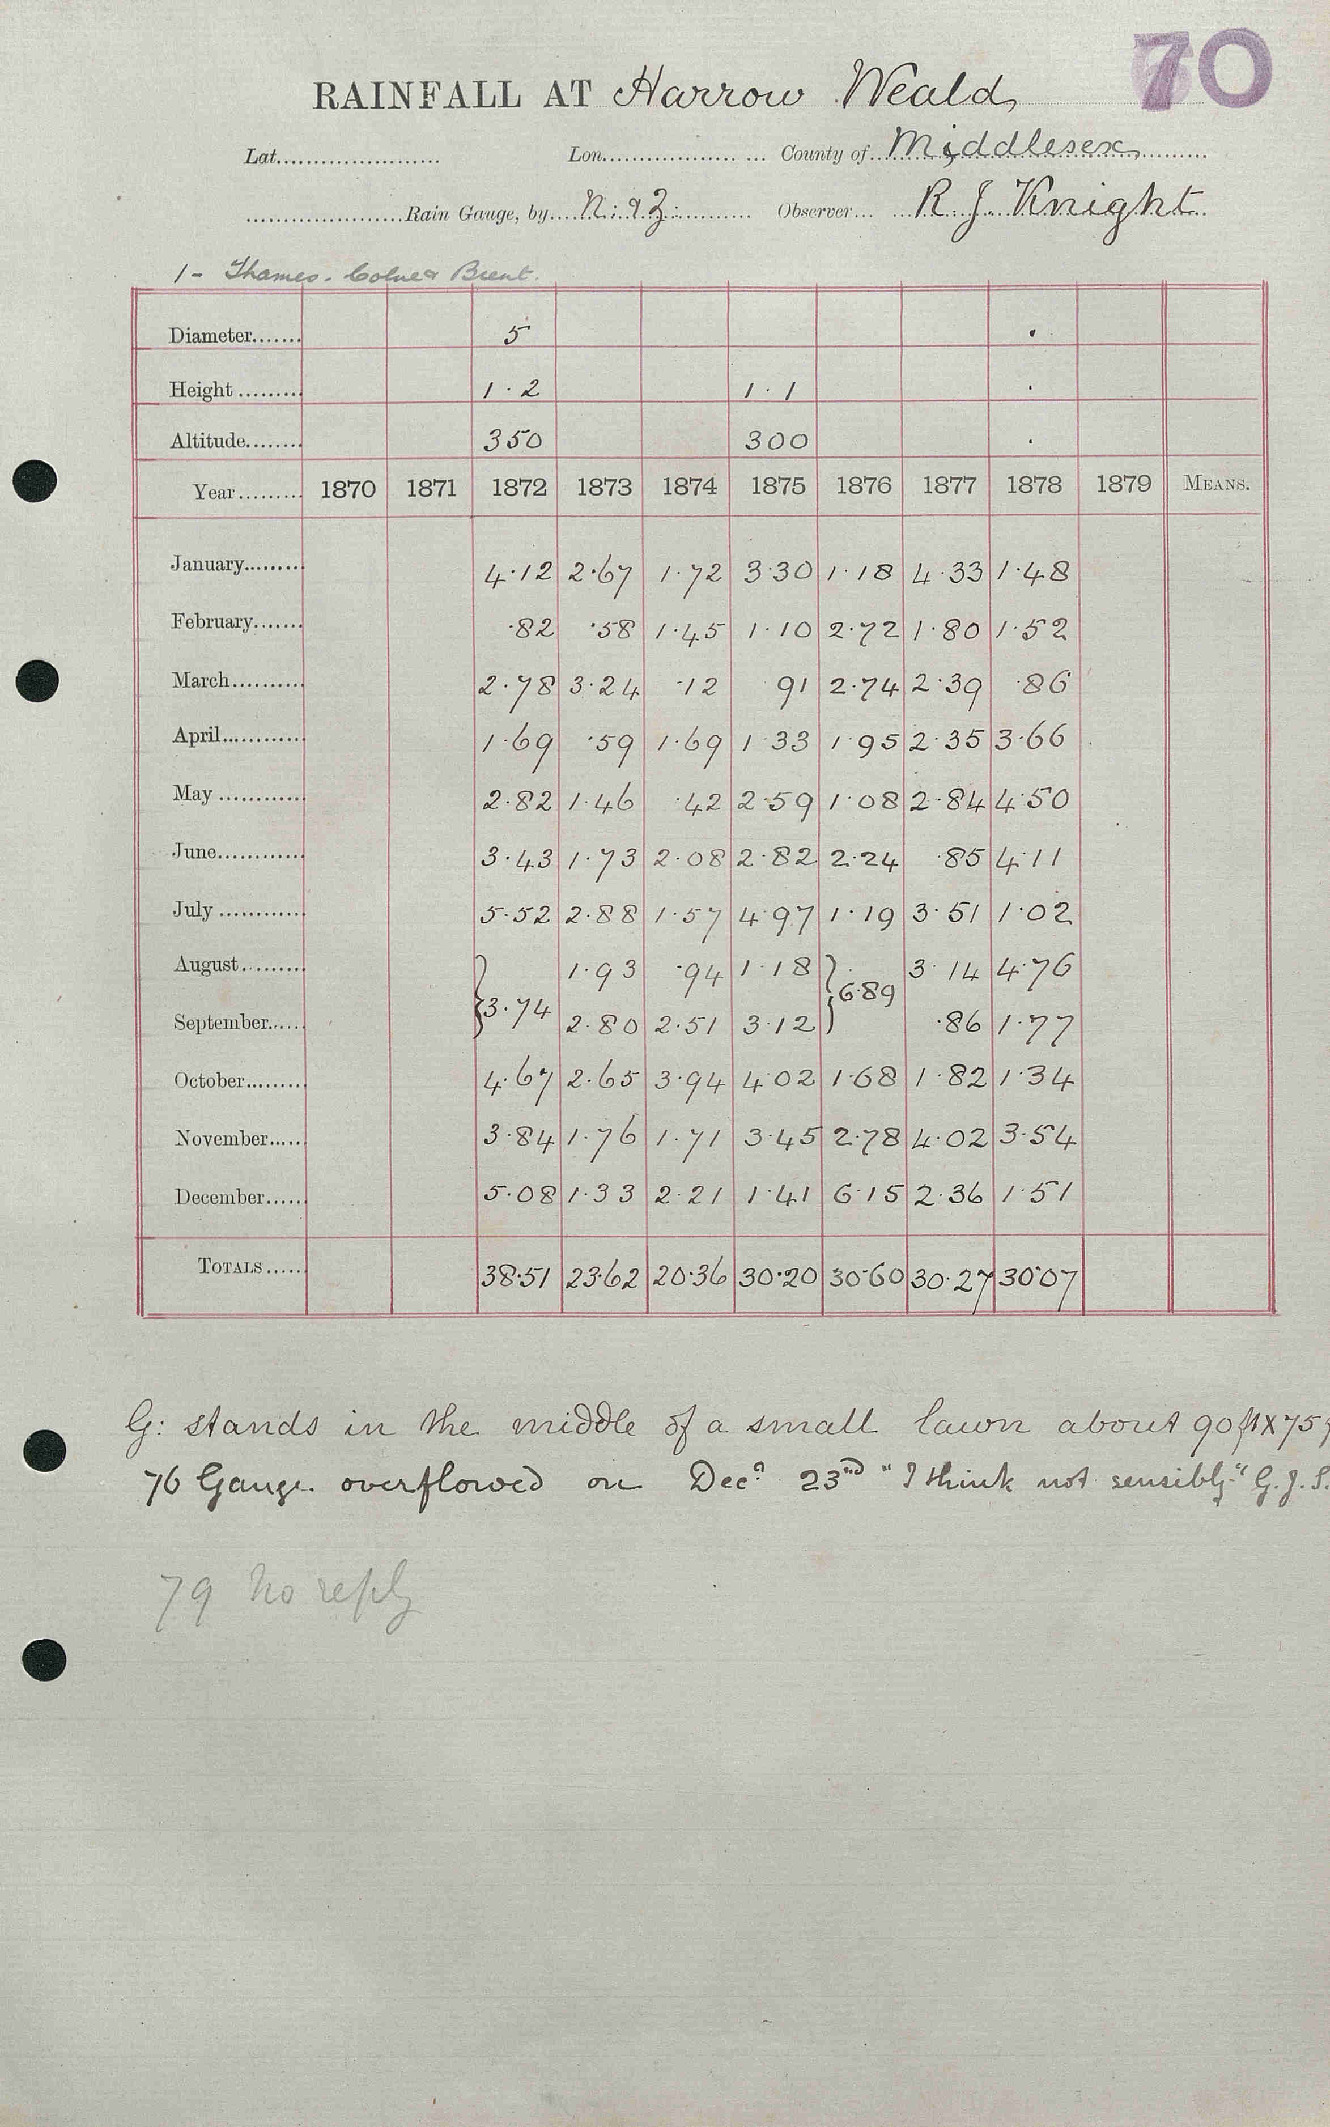 70
RAINFALL AT Harrow Weald
Lat...................... Lon..................... County of Middlesex
.....................Rain Gauge, by N: & Z: Observer R J. Knight
1 - Thames. Colne & Brent.
Diameter....... 5
Height ......... 1.2 1.1
Altitude........ 350 300
Year......... 1870 1871 1872 1873 1874 1875 1876 1877 1878 1879 MEANS.
January......... 4.12 2.67 1.72 3.30 1.18 4.33 1.48
February....... .82 .58 1.45 1.10 2.72 1.80 1.52
March.......... 2.78 3.24 .12 91 2.74 2.39 .86
April............ 1.69 .59 1.69 1.33 1.95 2.35 3.66
May ............ 2.82 1.46 .42 2.59 1.08 2.84 4.50
June............ 3.43 1.73 2.08 2.82 2.24 .85 4.11
July ............ 5.52 2.88 1.57 4.97 1.19 3.51 1.02
August......... } 1.93 .94 1.18 } 3.14 4.76
3.74 6.89
September..... 2.80 2.51 3.12 .86 1.77
October......... 4.67 2.65 3.94 4.02 1.68 1.82 1.34
November..... 3.84 1.76 1.71 3.45 2.78 4.02 3.54
December...... 5.08 1.33 2.21 1.41 6.15 2.36 1.51
TOTALS...... 38.51 23.62 20.36 30.20 30.60 30.27 30.07
G: stands in the middle of a small lawn about 90ft X 75
76 Gauge overflowed on Decr 23nd "I think not sensibly" G. J. S.
79 No reply